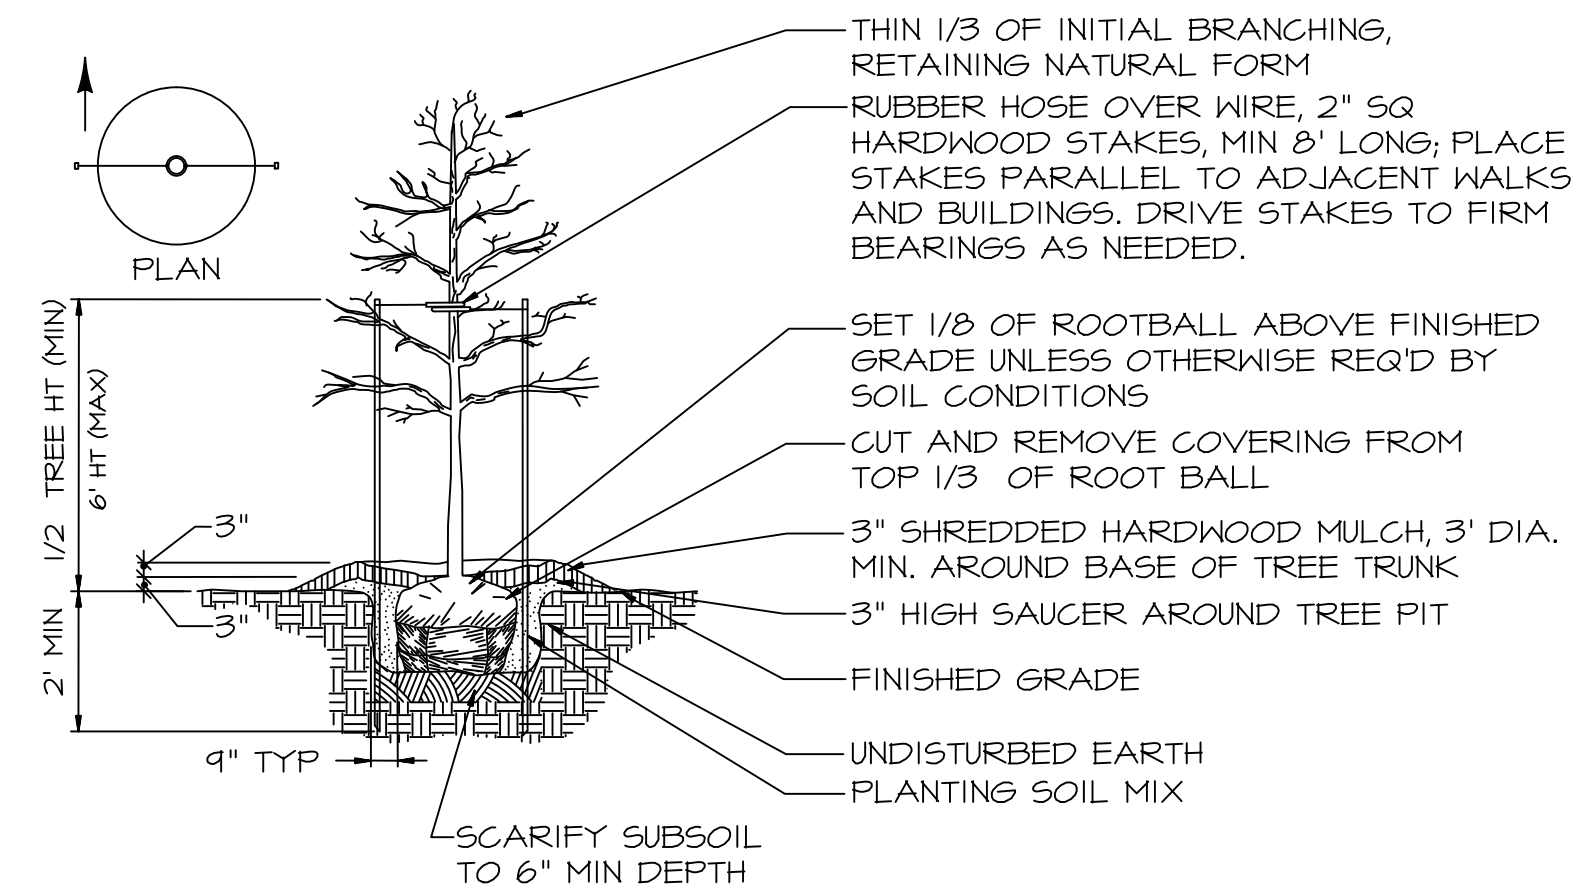 THIN 1/3 OF INITIAL BRANCHING,
RETAINING NATURAL FORM
RUBBER HOSE OVER WIRE, 2" SQ
HARDWOOD STAKES, MIN 8' LONG; PLACE
STAKES PARALLEL TO ADJACENT WALKS
AND BUILDINGS. DRIVE STAKES TO FIRM
BEARINGS AS NEEDED.
PLAN
1/2 TREE HT (MIN)
6' HT (MAX)
SET 1/8 OF ROOTBALL ABOVE FINISHED
GRADE UNLESS OTHERWISE REQ'D BY
SOIL CONDITIONS
CUT AND REMOVE COVERING FROM
TOP 1/3 OF ROOT BALL
3"
3" SHREDDED HARDWOOD MULCH, 3' DIA.
MIN. AROUND BASE OF TREE TRUNK
3" HIGH SAUCER AROUND TREE PIT
3"
2' MIN
FINISHED GRADE
UNDISTURBED EARTH
9" TYP
PLANTING SOIL MIX
SCARIFY SUBSOIL
TO 6" MIN DEPTH